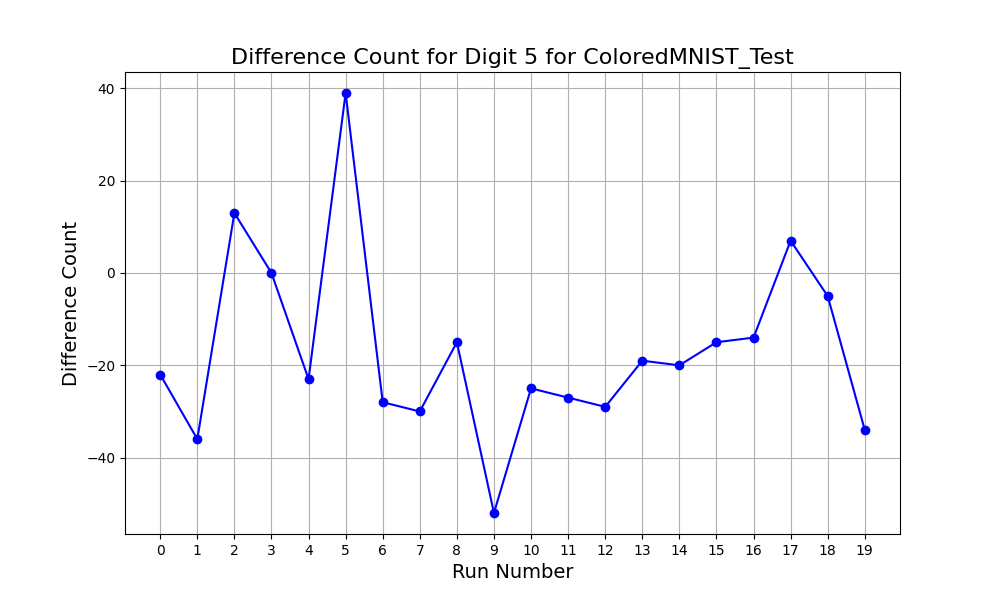 Difference Count for Digit 5 for ColoredMNIST_Test
Difference Count
40
20
0
−20
−40
0 1 2 3 4 5 6 7 8 9 10 11 12 13 14 15 16 17 18 19
Run Number